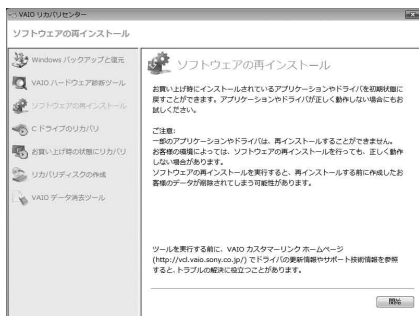 VAIO リカバリセンター
ソフトウェアの再インストール
Windows バックアップと復元
VAIO ハードウェア診断ツール
ソフトウェアの再インストール
C ドライブのリカバリ
お買い上げ時の状態にリカバリ
リカバリディスクの作成
VAIO データ消去ツール
ソフトウェアの再インストール
お買い上げ時にインストールされているアプリケーションやドライバを初期状態に
戻すことができます。アプリケーションやドライバが正しく動作しない場合にもお
試しください。
ご注意:
一部のアプリケーションやドライバは、再インストールすることができません。
お客様の環境によっては、ソフトウェアの再インストールを行っても、正しく動作
しない場合があります。
ソフトウェアの再インストールを実行すると、再インストールする前に作成したお
客様のデータが削除されてしまう可能性があります。
ツールを実行する前に、VAIO カスタマーリンク ホームページ
(http://vcl.vaio.sony.co.jp/) でドライバの更新情報やサポート技術情報を参照
すると、トラブルの解決に役立つことがあります。
開始